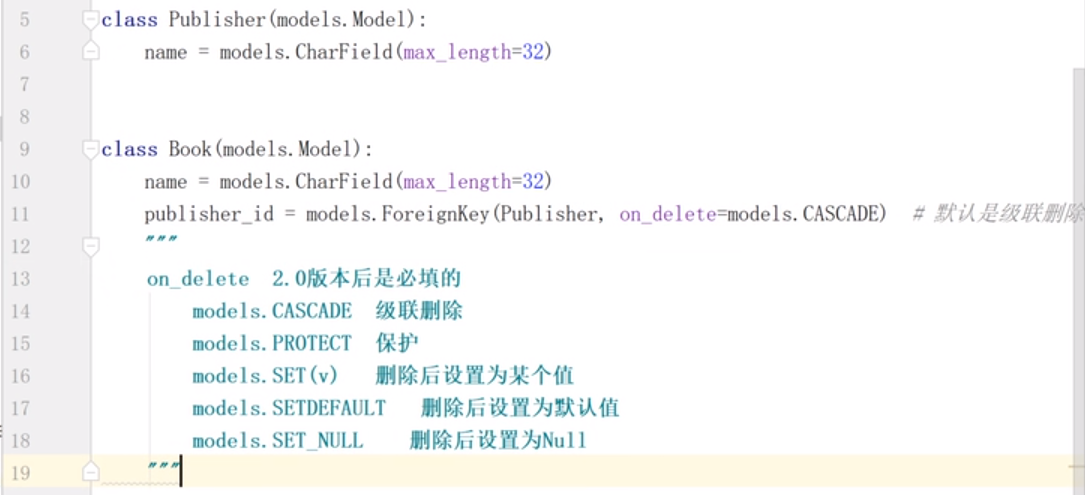 5 class Publisher(models.Model):
6     name = models.CharField(max_length=32)
7
8
9 class Book(models.Model):
10     name = models.CharField(max_length=32)
11     publisher_id = models.ForeignKey(Publisher, on_delete=models.CASCADE)  # 默认是级联删除
12     """
13     on_delete  2.0版本后是必填的
14         models.CASCADE  级联删除
15         models.PROTECT  保护
16         models.SET(v)   删除后设置为某个值
17         models.SETDEFAULT   删除后设置为默认值
18         models.SET_NULL    删除后设置为Null
19     """